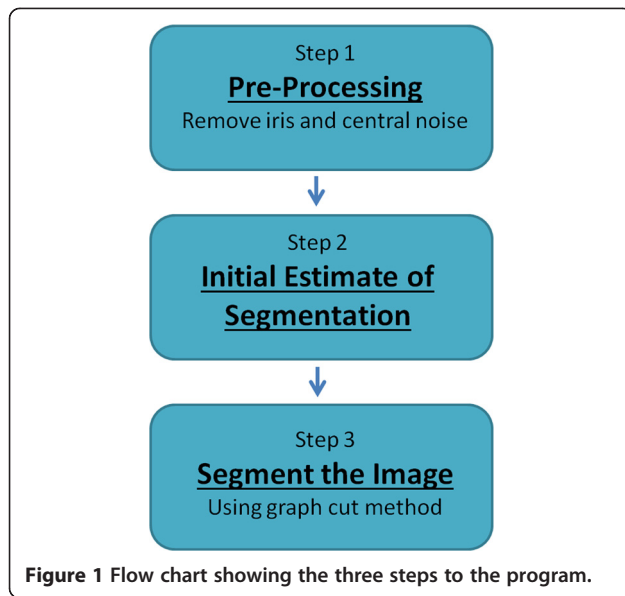 Step 1
Pre-Processing
Remove iris and central noise
Step 2
Initial Estimate of
Segmentation
Step 3
Segment the Image
Using graph cut method
Figure 1 Flow chart showing the three steps to the program.